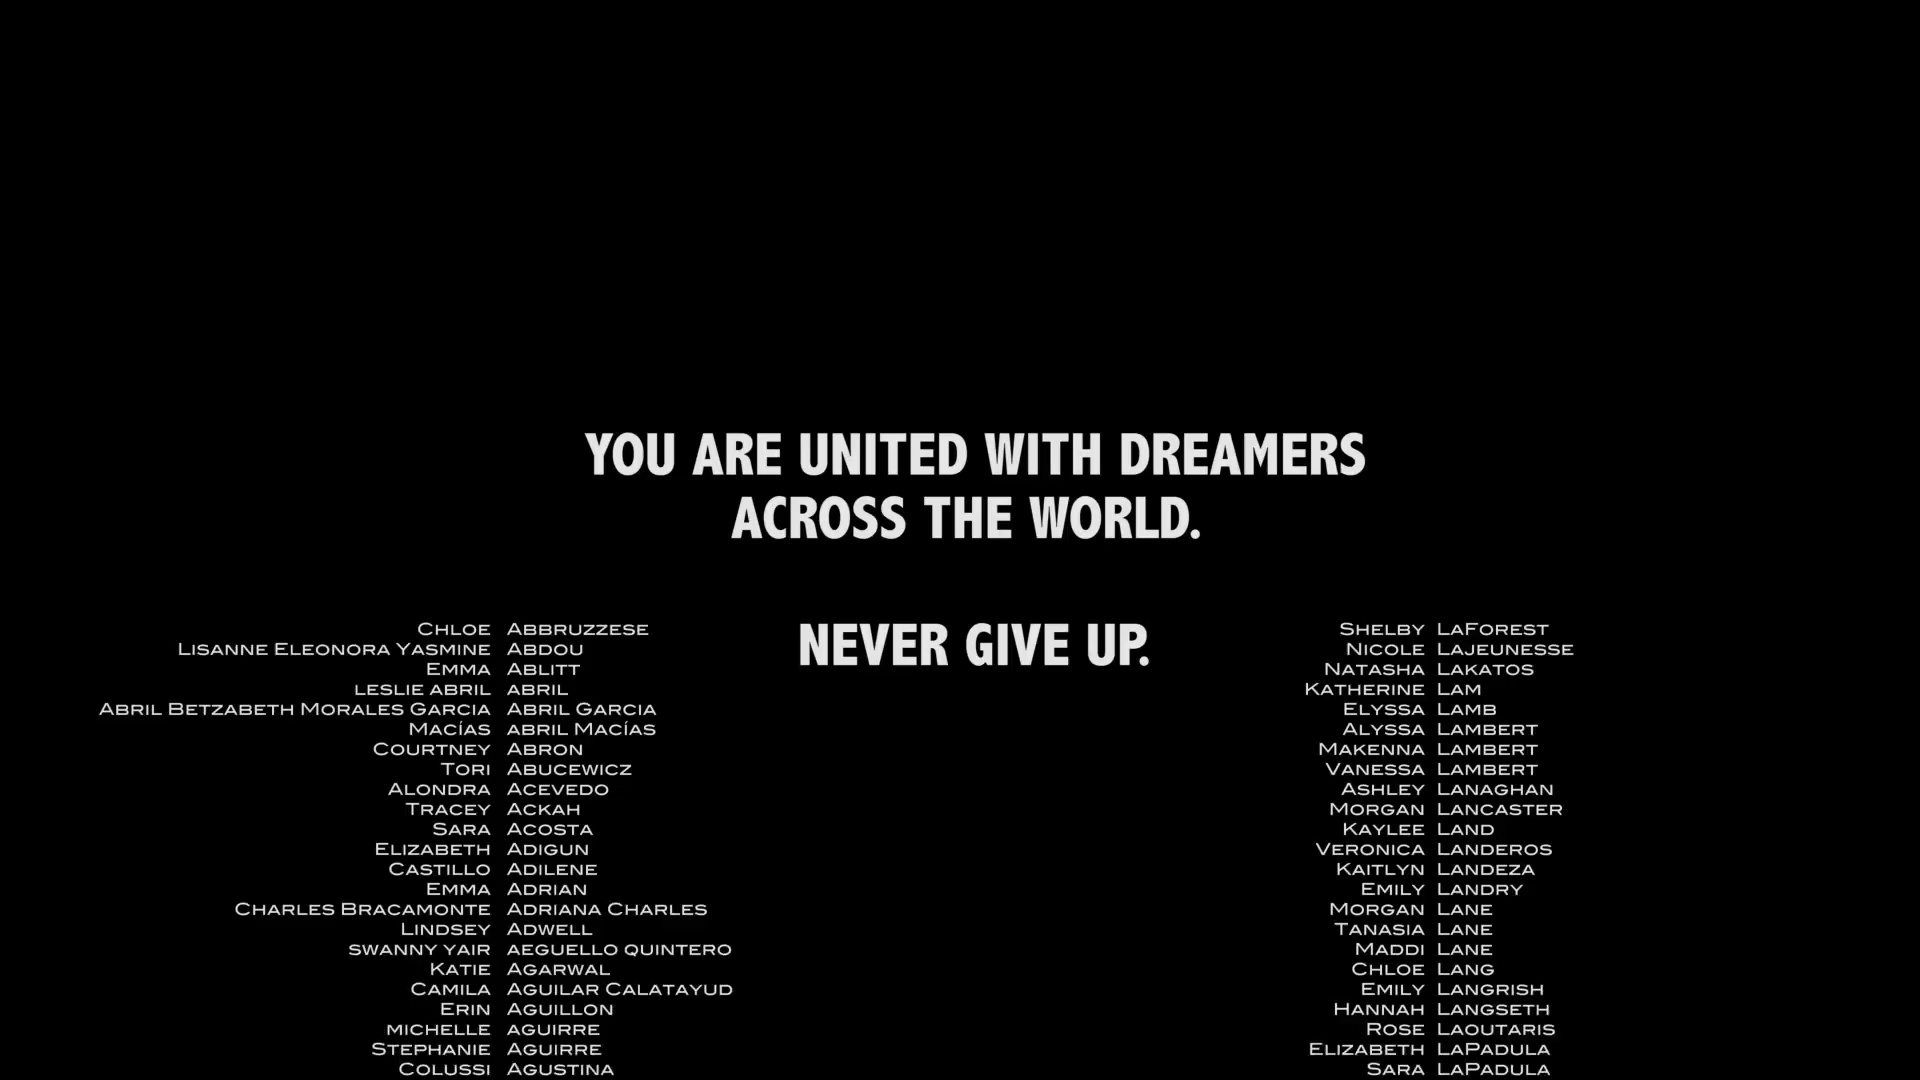 YOU ARE UNITED WITH DREAMERS
ACROSS THE WORLD.
NEVER GIVE UP.
Chloe Abbruzzese
Lisanne Eleonora Yasmine Abdou
Emma Ablitt
leslie abril abril
Abril Betzabeth Morales Garcia Abril Garcia
Macías abril Macías
Courtney Abron
Tori Abucewicz
Alondra Acevedo
Tracey Ackah
Sara Acosta
Elizabeth Adigun
Castillo Adilene
Emma Adrian
Charles Bracamonte Adriana Charles
Lindsey Adwell
swanny yair aeguello quintero
Katie Agarwal
Camila Aguilar Calatayud
Erin Aguillon
michelle aguirre
Stephanie Aguirre
Colussi Agustina
Shelby LaForest
Nicole Lajeunesse
Natasha Lakatos
Katherine Lam
Elyssa Lamb
Alyssa Lambert
Makenna Lambert
Vanessa Lambert
Ashley Lanaghan
Morgan Lancaster
Kaylee Land
Veronica Landeros
Kaitlyn Landeza
Emily Landry
Morgan Lane
Tanasia Lane
Maddi Lane
Chloe Lang
Emily Langrish
Hannah Langseth
Rose Laoutaris
Elizabeth LaPadula
Sara LaPadula